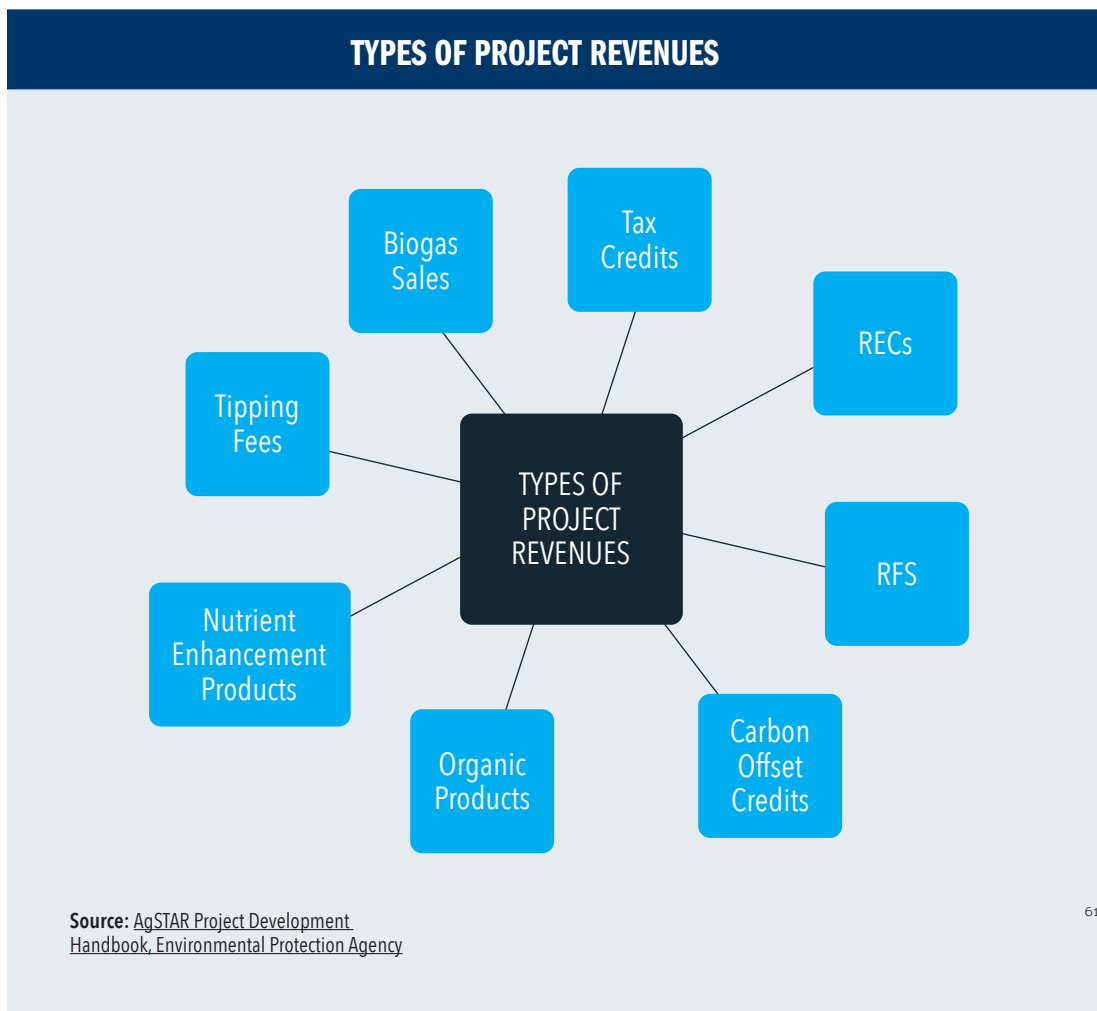 TYPES OF PROJECT REVENUES
Biogas
Sales
Tax
Credits
RECs
Tipping
Fees
TYPES OF
PROJECT
REVENUES
RFS
Nutrient
Enhancement
Products
Organic
Products
Carbon
Offset
Credits
Source: AgSTAR Project Development
Handbook, Environmental Protection Agency
61